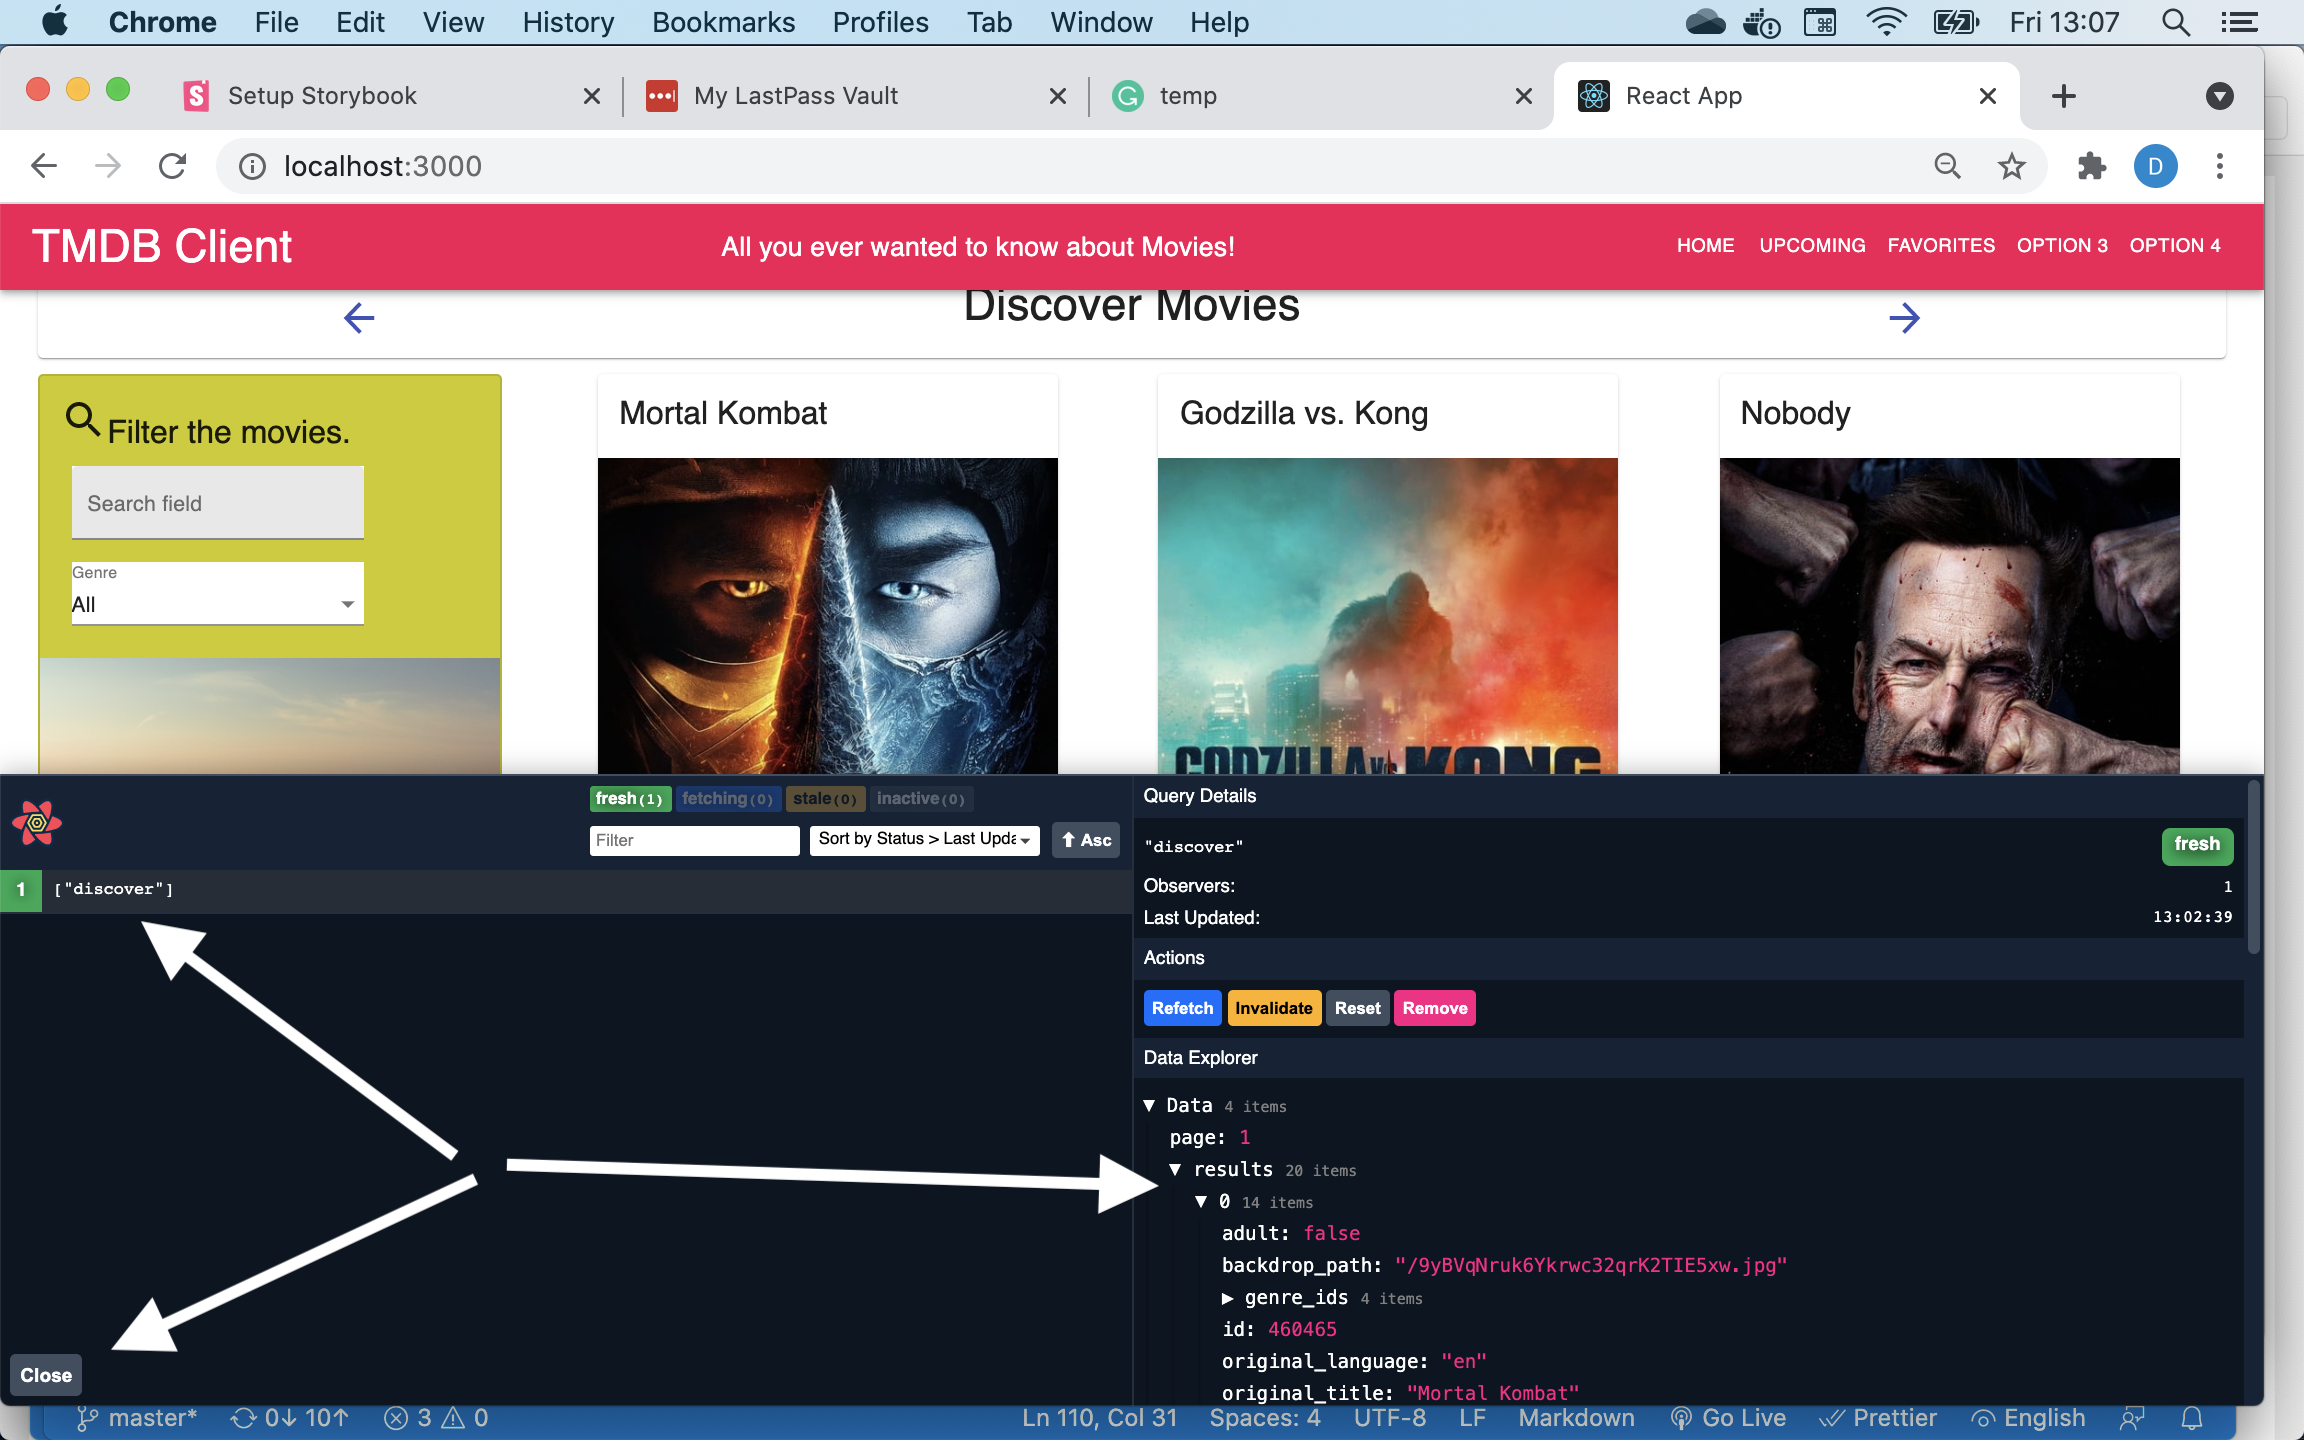 Chrome File Edit View History Bookmarks Profiles Tab Window Help Fri 13:07
Setup Storybook My LastPass Vault temp React App
localhost:3000 D
TMDB Client All you ever wanted to know about Movies! HOME UPCOMING FAVORITES OPTION 3 OPTION 4
Discover Movies
Filter the movies.
Search field
Genre
All
Mortal Kombat Godzilla vs. Kong Nobody
GODZILLA VS KONG
fresh(1) fetching(0) stale(0) inactive(0)
Filter Sort by Status > Last Upda Asc
1 ["discover"]
Close
Query Details
"discover" fresh
Observers: 1
Last Updated: 13:02:39
Actions
Refetch Invalidate Reset Remove
Data Explorer
Data 4 items
page: 1
results 20 items
0 14 items
adult: false
backdrop_path: "/9yBVqNruk6Ykrwc32qrK2TIE5xw.jpg"
genre_ids 4 items
id: 460465
original_language: "en"
original_title: "Mortal Kombat"
master* 0↓ 10↑ 3 0 Ln 110, Col 31 Spaces: 4 UTF-8 LF Markdown Go Live Prettier English